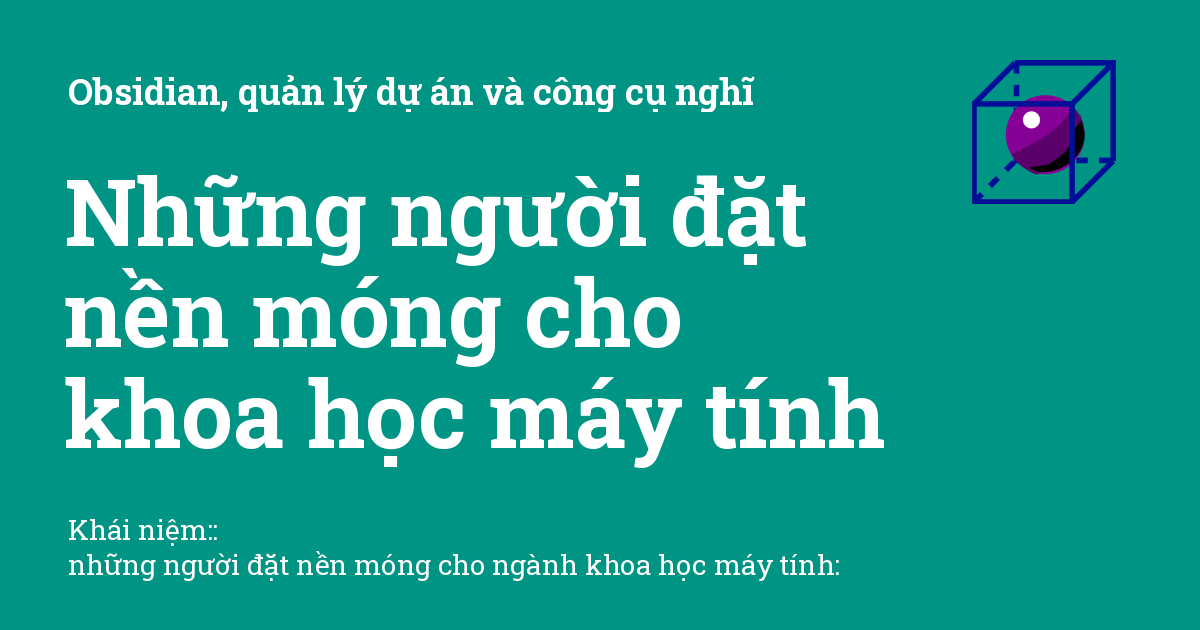 Obsidian, quản lý dự án và công cụ nghĩ
Những người đặt
nền móng cho
khoa học máy tính
Khái niệm::
những người đặt nền móng cho ngành khoa học máy tính: